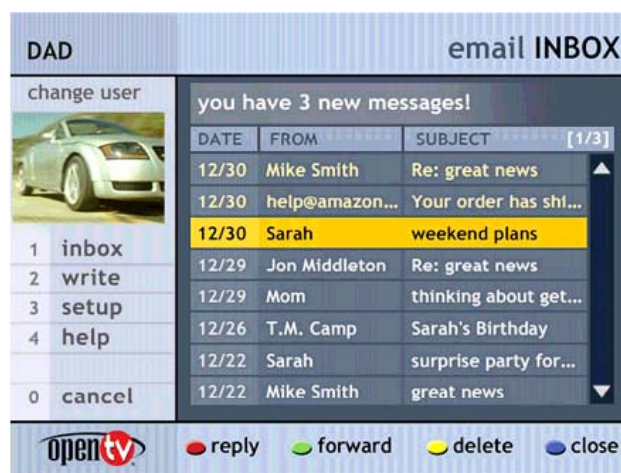 DAD
email INBOX
change user
you have 3 new messages!
DATE FROM SUBJECT [1/3]
12/30 Mike Smith Re: great news
12/30 help@amazon... Your order has shi...
12/30 Sarah weekend plans
12/29 Jon Middleton Re: great news
12/29 Mom thinking about get...
12/26 T.M. Camp Sarah's Birthday
12/22 Sarah surprise party for...
12/22 Mike Smith great news
1 inbox
2 write
3 setup
4 help
0 cancel
opentv
reply forward delete close